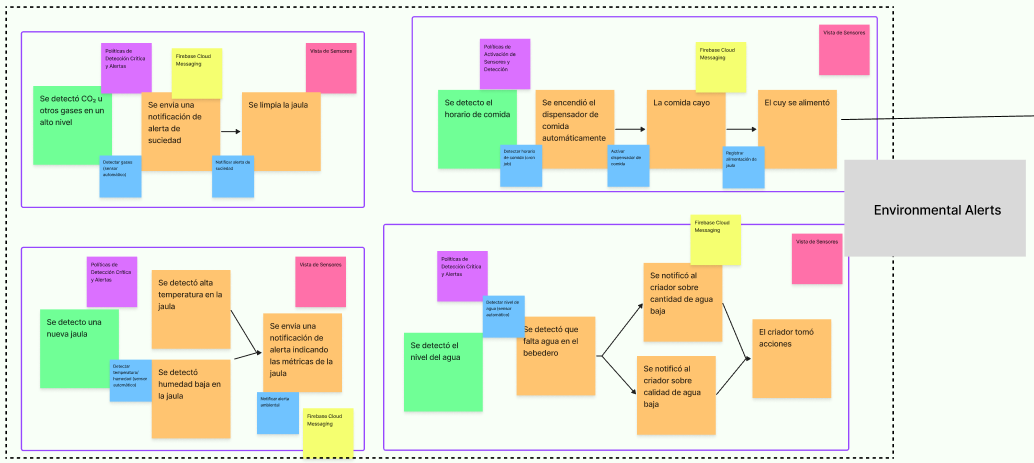 Políticas de
Detección Crítica
y Alertas
Firebase Cloud
Messaging
Vista de Sensores
Se detectó CO₂ u
otros gases en un
alto nivel
Se envia una
notificación de
alerta de
suciedad
Se limpia la jaula
Detectar gases
(sensor
automático)
Notificar alerta de
suciedad
Políticas de
Activación de
Sensores y
Detección
Firebase Cloud
Messaging
Vista de Sensores
Se detecto el
horario de comida
Se encendió el
dispensador de
comida
automáticamente
La comida cayo
El cuy se alimentó
Detectar horario
de comida (cron
job)
Activar
dispensador de
comida
Registrar
alimentación de
jaula
Environmental Alerts
Políticas de
Detección Crítica
y Alertas
Vista de Sensores
Se detectó alta
temperatura en la
jaula
Se detecto una
nueva jaula
Se envia una
notificación de
alerta indicando
las métricas de la
jaula
Detectar
temperatura/
humedad (sensor
automático)
Se detectó
humedad baja en
la jaula
Notificar alerta
ambiental
Firebase Cloud
Messaging
Firebase Cloud
Messaging
Vista de Sensores
Políticas de
Detección Crítica
y Alertas
Detectar nivel de
agua (sensor
automático)
Se notificó al
criador sobre
cantidad de agua
baja
Se detectó el
nivel del agua
Se detectó que
falta agua en el
bebedero
El criador tomó
acciones
Se notificó al
criador sobre
calidad de agua
baja